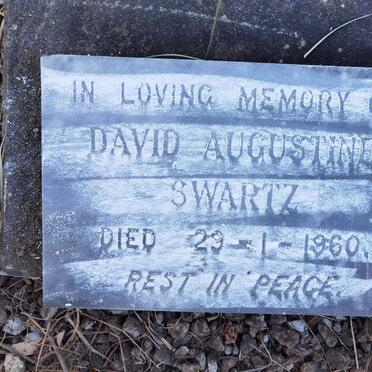 IN LOVING MEMORY O
DAVID AUGUSTINE
SWARTZ
DIED 29-1-1960.
REST IN PEACE